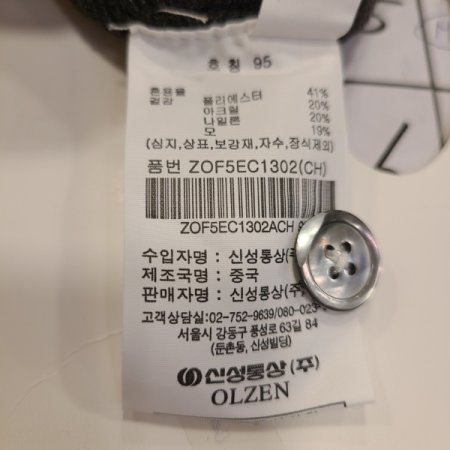 호칭 95
혼용율
겉감 폴리에스터 41%
아크릴 20%
나일론 20%
모 19%
(심지,상표,보강재,자수,장식제외)
품번 ZOF5EC1302(CH)
ZOF5EC1302ACH
수입자명 : 신성통상(주
제조국명 : 중국
판매자명 : 신성통상(주)
고객상담실:02-752-9639/080-023-
서울시 강동구 풍성로 63길 84
(둔촌동, 신성빌딩)
신성통상(주)
OLZEN